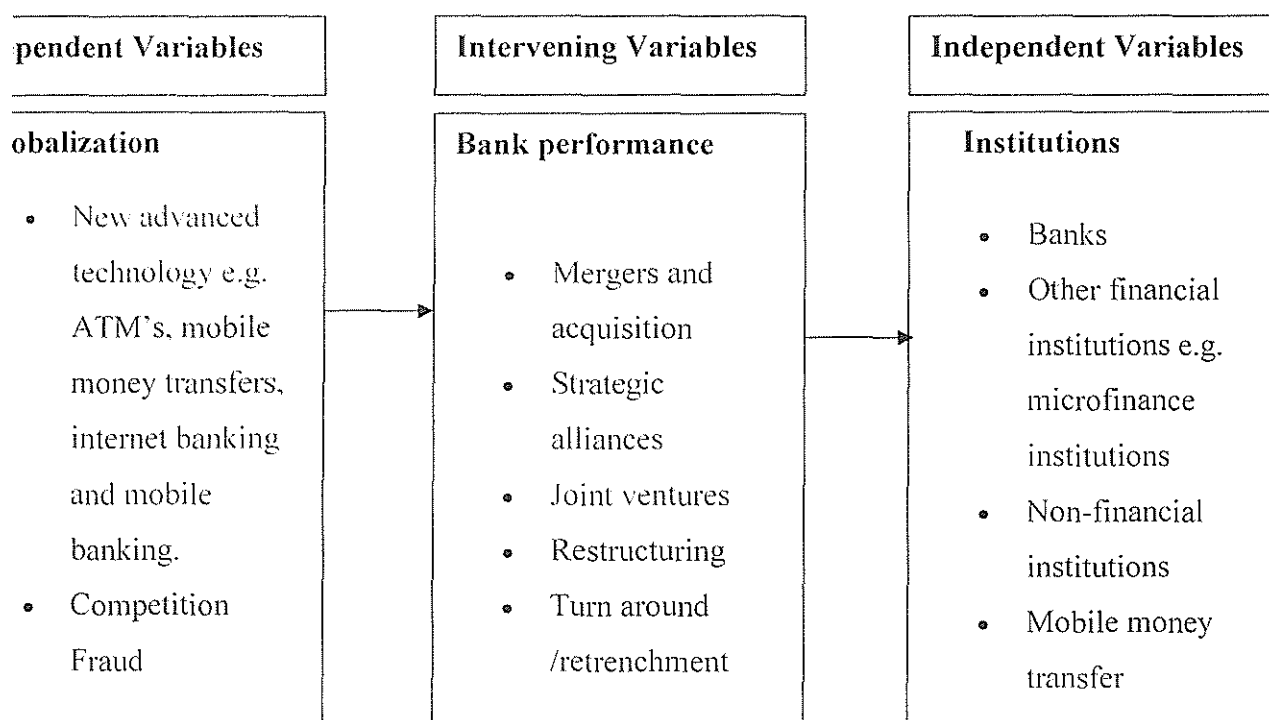 pendent Variables
obalization
• New advanced
technology e.g.
ATM's, mobile
money transfers,
internet banking
and mobile
banking.
• Competition
Fraud
Intervening Variables
Bank performance
• Mergers and
acquisition
• Strategic
alliances
• Joint ventures
• Restructuring
• Turn around
/retrenchment
Independent Variables
Institutions
• Banks
• Other financial
institutions e.g.
microfinance
institutions
• Non-financial
institutions
• Mobile money
transfer